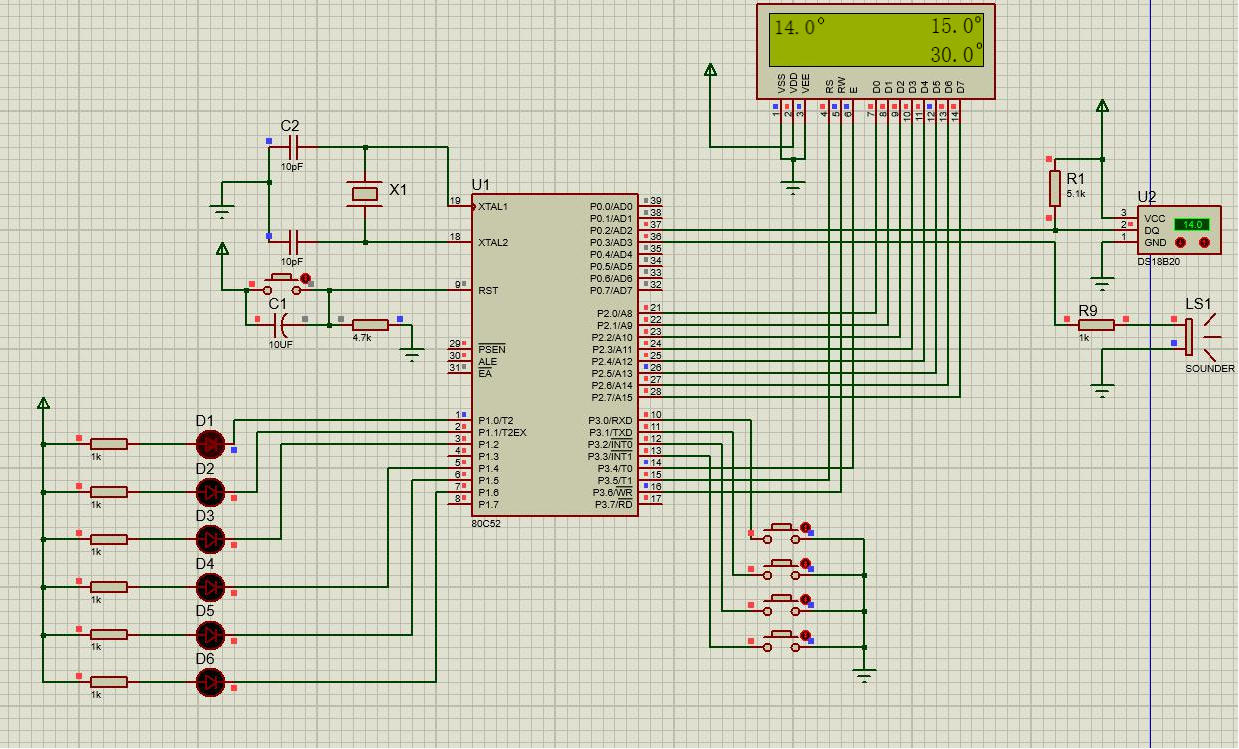 14.0° 15.0°
30.0°
VSS VDD VEE RS RW E D0 D1 D2 D3 D4 D5 D6 D7
1 2 3 4 5 6 7 8 9 10 11 12 13 14
C2
10pF
X1
10pF
C1
10UF
4.7k
U1
19 XTAL1
18 XTAL2
9 RST
29 PSEN
30 ALE
31 EA
1 P1.0/T2
2 P1.1/T2EX
3 P1.2
4 P1.3
5 P1.4
6 P1.5
7 P1.6
8 P1.7
P0.0/AD0 39
P0.1/AD1 38
P0.2/AD2 37
P0.3/AD3 36
P0.4/AD4 35
P0.5/AD5 34
P0.6/AD6 33
P0.7/AD7 32
P2.0/A8 21
P2.1/A9 22
P2.2/A10 23
P2.3/A11 24
P2.4/A12 25
P2.5/A13 26
P2.6/A14 27
P2.7/A15 28
P3.0/RXD 10
P3.1/TXD 11
P3.2/INT0 12
P3.3/INT1 13
P3.4/T0 14
P3.5/T1 15
P3.6/WR 16
P3.7/RD 17
80C52
R1
5.1k
U2
3 VCC
2 DQ
1 GND
14.0
DS18B20
R9
1k
LS1
SOUNDER
D1
1k
D2
1k
D3
1k
D4
1k
D5
1k
D6
1k